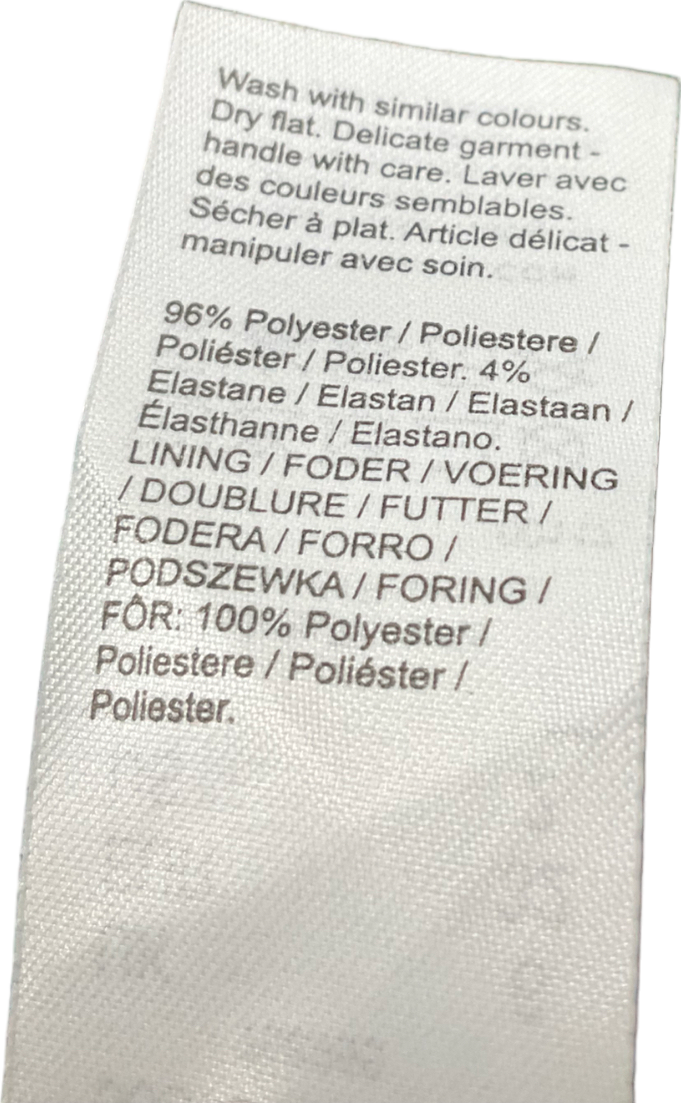 Wash with similar colours.
Dry flat. Delicate garment -
handle with care. Laver avec
des couleurs semblables.
Sécher à plat. Article délicat -
manipuler avec soin.
96% Polyester / Poliestere /
Poliéster / Poliester. 4%
Elastane / Elastan / Elastaan /
Élasthanne / Elastano.
LINING / FODER / VOERING
/ DOUBLURE / FUTTER /
FODERA / FORRO /
PODSZEWKA / FORING /
FÔR: 100% Polyester /
Poliestere / Poliéster /
Poliester.